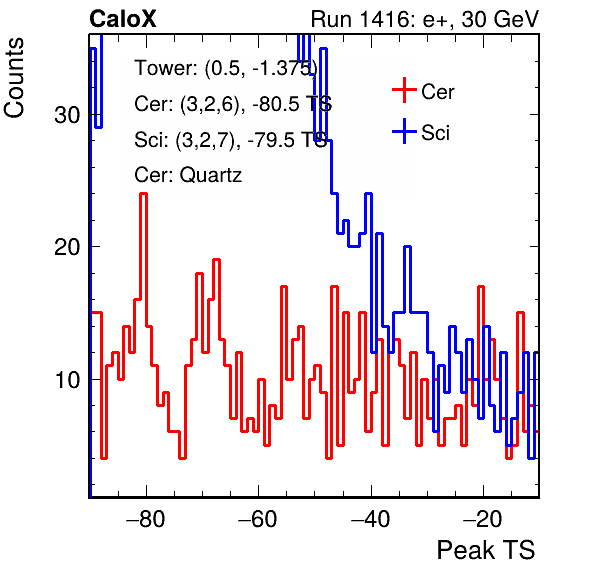 CaloX Run 1416: e+, 30 GeV
Counts
Tower: (0.5, -1.375)
Cer: (3,2,6), -80.5 TS
Sci: (3,2,7), -79.5 TS
Cer: Quartz
Cer
Sci
30
20
10
−80 −60 −40 −20
Peak TS